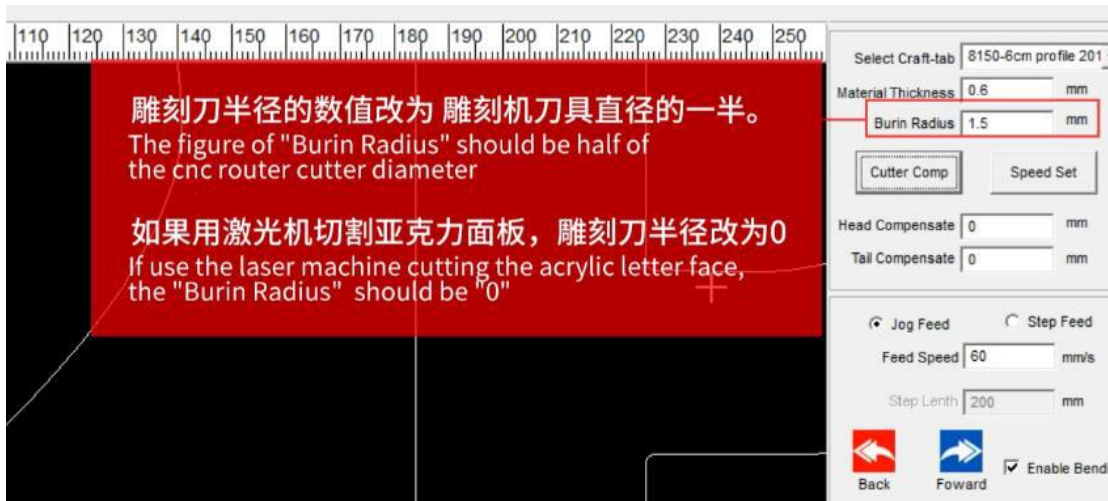 110 120 130 140 150 160 170 180 190 200 210 220 230 240 250
雕刻刀半径的数值改为 雕刻机刀具直径的一半。
The figure of "Burin Radius" should be half of
the cnc router cutter diameter
如果用激光机切割亚克力面板，雕刻刀半径改为0
If use the laser machine cutting the acrylic letter face,
the "Burin Radius"  should be "0"
Select Craft-tab 8150-6cm profile 201
Material Thickness 0.6 mm
Burin Radius 1.5 mm
Cutter Comp Speed Set
Head Compensate 0 mm
Tail Compensate 0 mm
Jog Feed Step Feed
Feed Speed 60 mm/s
Step Lenth 200 mm
Back Foward Enable Bend